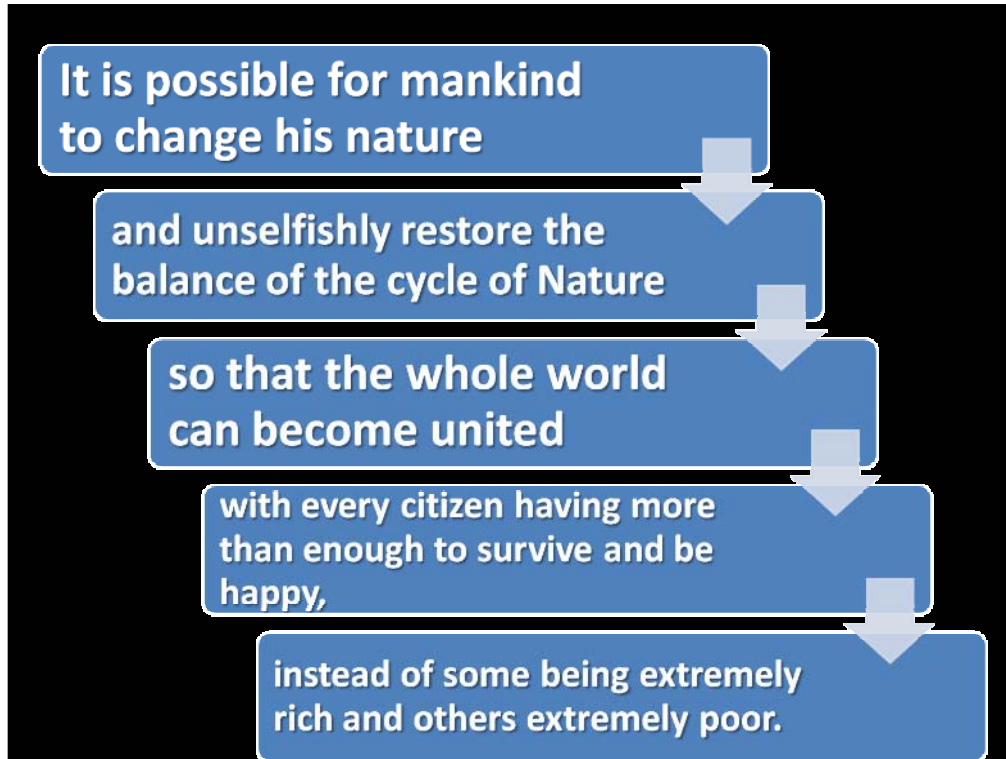 It is possible for mankind
to change his nature
and unselfishly restore the
balance of the cycle of Nature
so that the whole world
can become united
with every citizen having more
than enough to survive and be
happy,
instead of some being extremely
rich and others extremely poor.